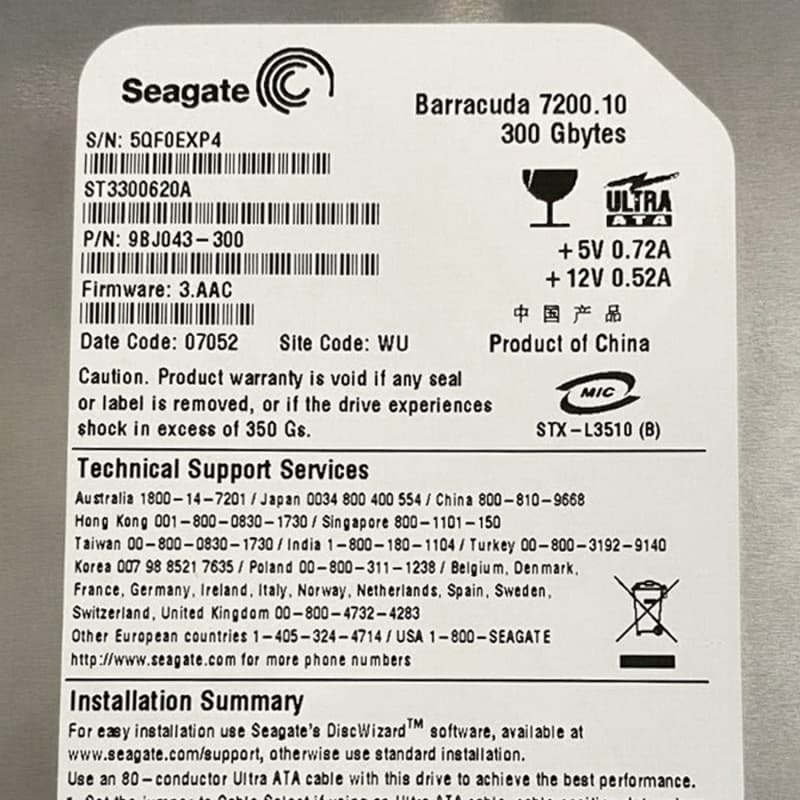 Seagate
Barracuda 7200.10
300 Gbytes
S/N: 5QF0EXP4
ST3300620A
P/N: 9BJ043-300
Firmware: 3.AAC
Date Code: 07052 Site Code: WU
ULTRA
ATA
+5V 0.72A
+12V 0.52A
中国产品
Product of China
Caution. Product warranty is void if any seal
or label is removed, or if the drive experiences
shock in excess of 350 Gs.
MIC
STX-L3510 (B)
Technical Support Services
Australia 1800-14-7201 / Japan 0034 800 400 554 / China 800-810-9668
Hong Kong 001-800-0830-1730 / Singapore 800-1101-150
Taiwan 00-800-0830-1730 / India 1-800-180-1104 / Turkey 00-800-3192-9140
Korea 007 98 8521 7635 / Poland 00-800-311-1238 / Belgium, Denmark,
France, Germany, Ireland, Italy, Norway, Netherlands, Spain, Sweden,
Switzerland, United Kingdom 00-800-4732-4283
Other European countries 1-405-324-4714 / USA 1-800-SEAGATE
http://www.seagate.com for more phone numbers
Installation Summary
For easy installation use Seagate's DiscWizard™ software, available at
www.seagate.com/support, otherwise use standard installation.
Use an 80-conductor Ultra ATA cable with this drive to achieve the best performance.